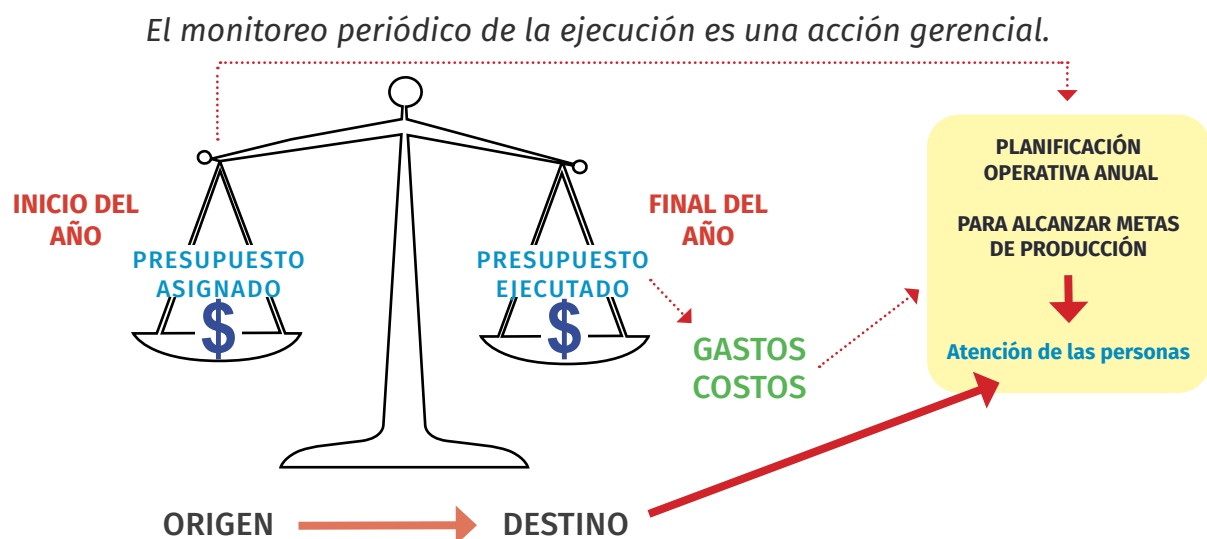 El monitoreo periódico de la ejecución es una acción gerencial.
INICIO DEL
AÑO
PRESUPUESTO
ASIGNADO
$
FINAL DEL
AÑO
PRESUPUESTO
EJECUTADO
$
GASTOS
COSTOS
PLANIFICACIÓN
OPERATIVA ANUAL
PARA ALCANZAR METAS
DE PRODUCCIÓN
Atención de las personas
ORIGEN
DESTINO